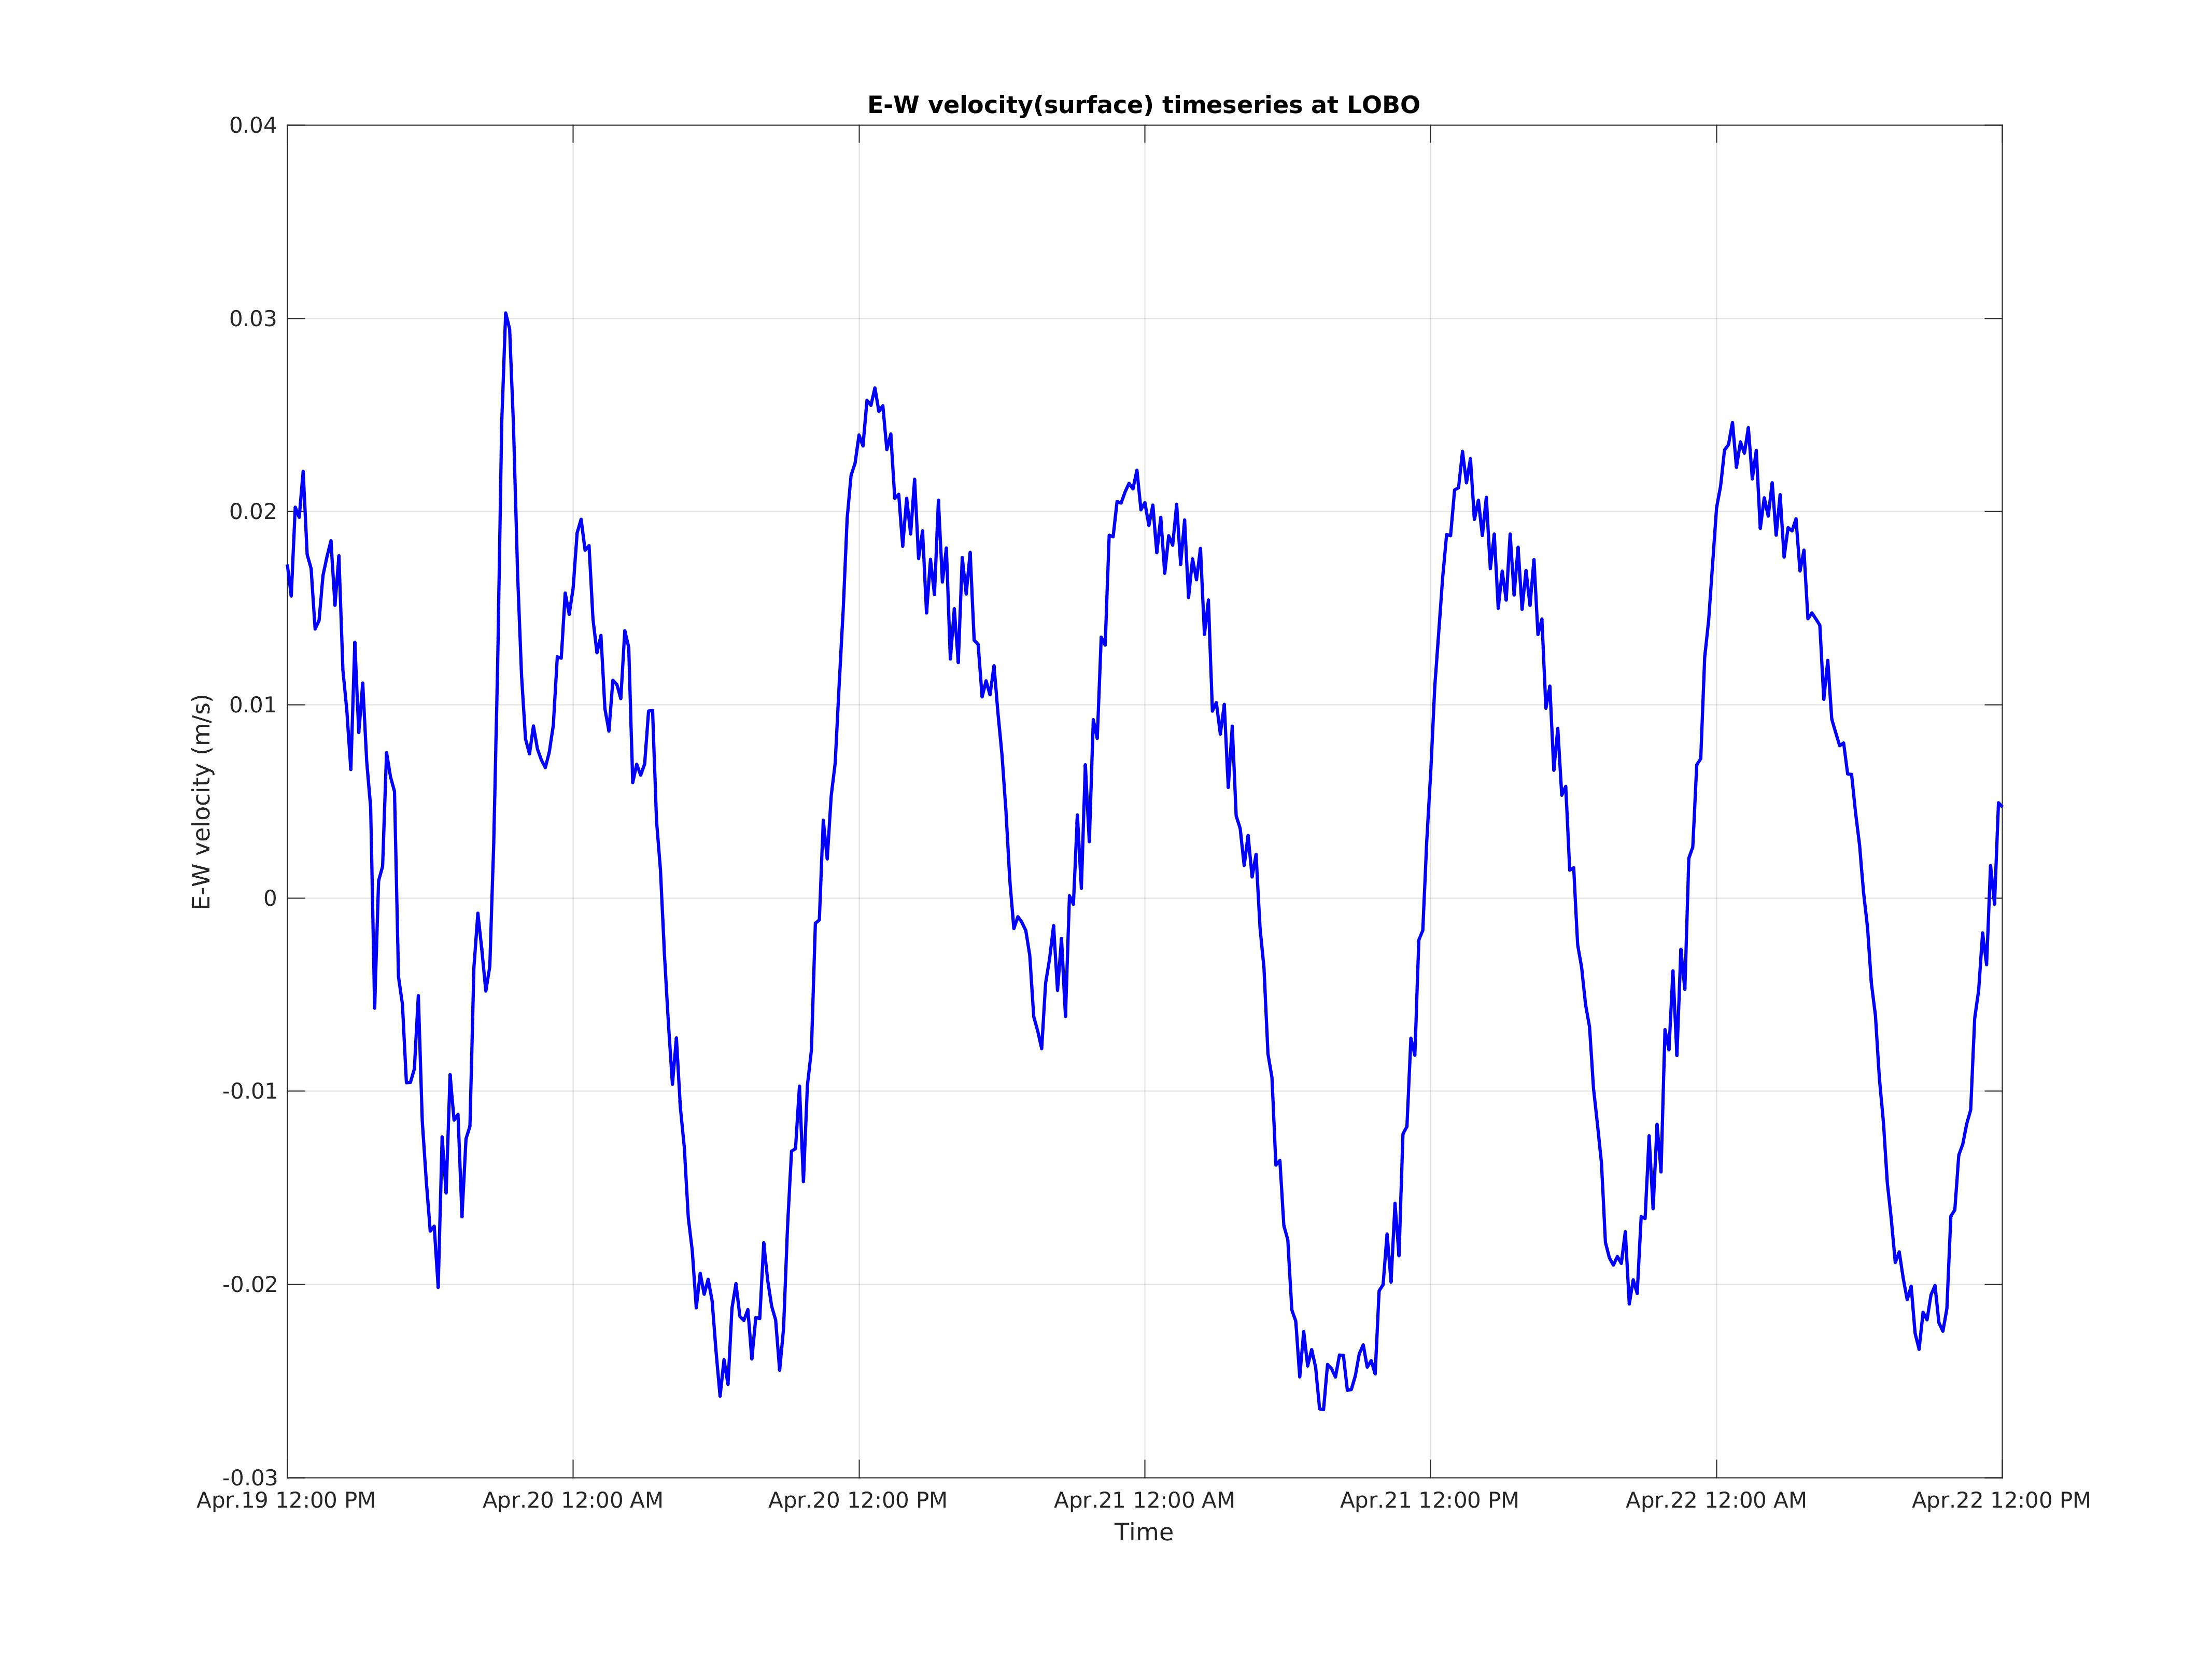 E-W velocity(surface) timeseries at LOBO
0.04
0.03
0.02
0.01
0
-0.01
-0.02
-0.03
E-W velocity (m/s)
Apr.19 12:00 PM Apr.20 12:00 AM Apr.20 12:00 PM Apr.21 12:00 AM Apr.21 12:00 PM Apr.22 12:00 AM Apr.22 12:00 PM
Time